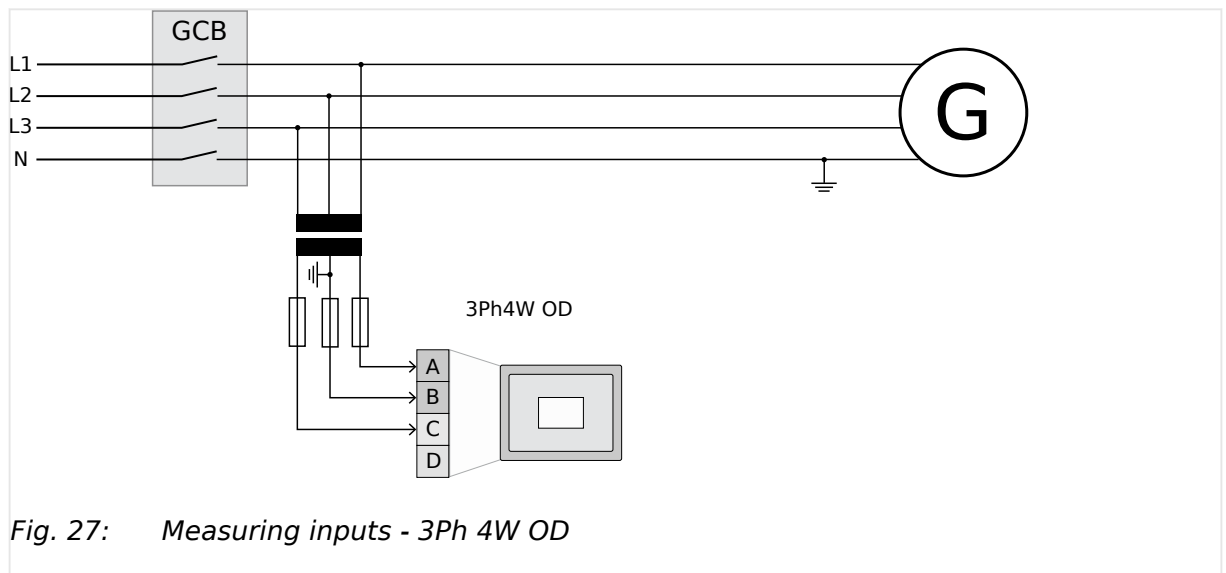 GCB
L1
L2
L3
N
G
3Ph4W OD
A
B
C
D
Fig. 27: Measuring inputs - 3Ph 4W OD